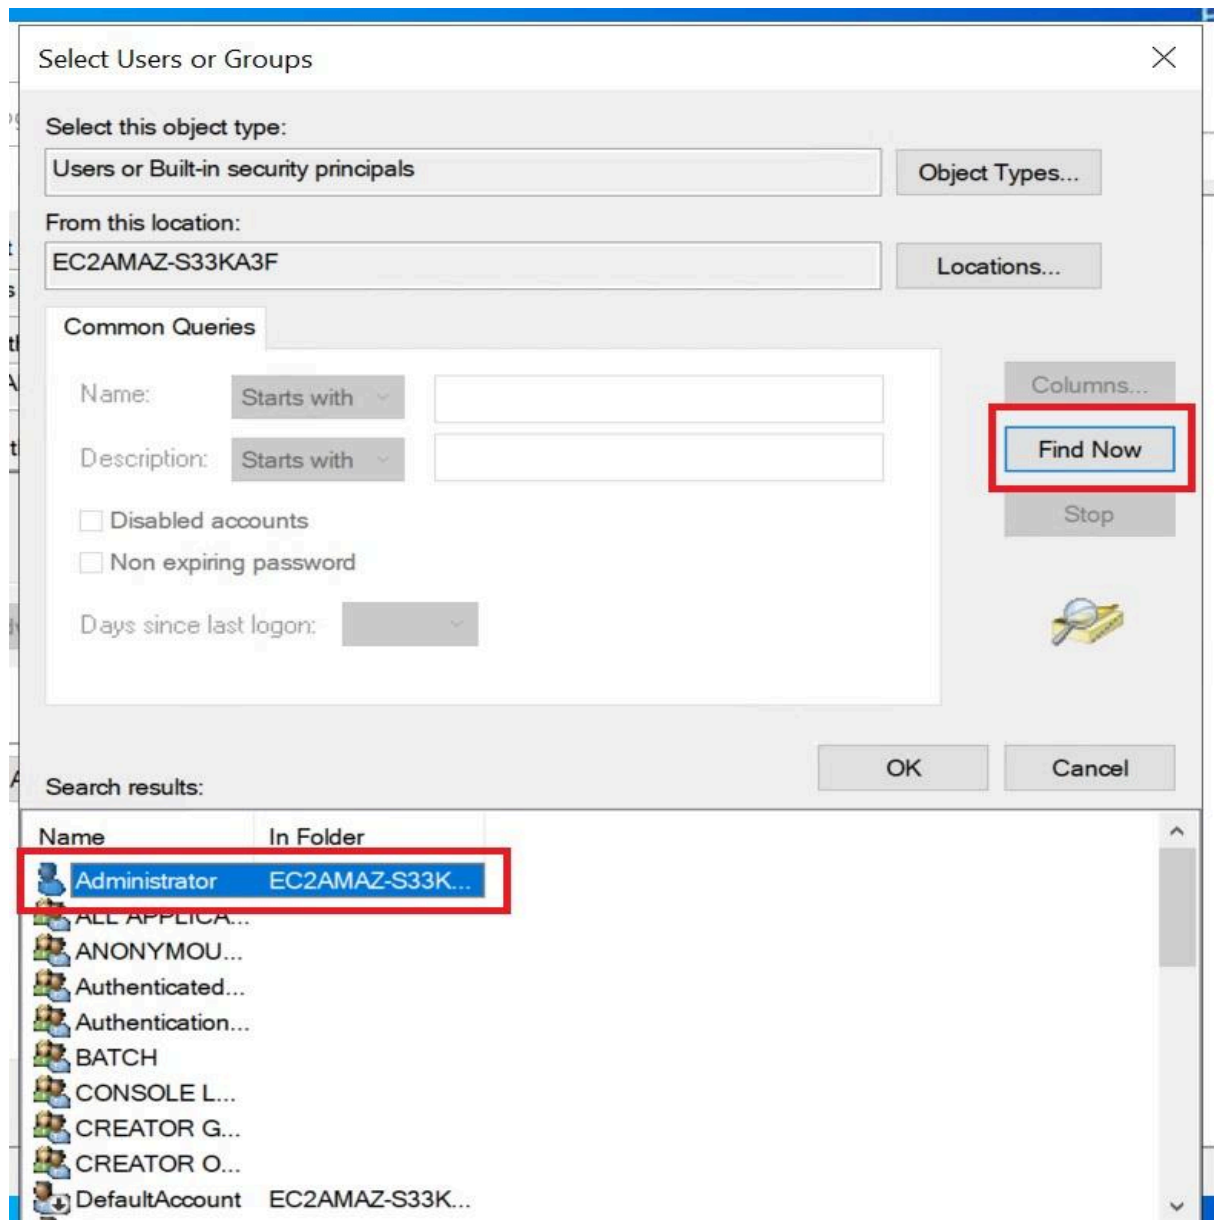 Select Users or Groups
Select this object type:
Users or Built-in security principals
Object Types...
From this location:
EC2AMAZ-S33KA3F
Locations...
Common Queries
Name:
Starts with
Columns...
Description:
Starts with
Find Now
Disabled accounts
Stop
Non expiring password
Days since last logon:
OK
Cancel
Search results:
Name In Folder
Administrator EC2AMAZ-S33K...
ALL APPLICA...
ANONYMOU...
Authenticated...
Authentication...
BATCH
CONSOLE L...
CREATOR G...
CREATOR O...
DefaultAccount EC2AMAZ-S33K...